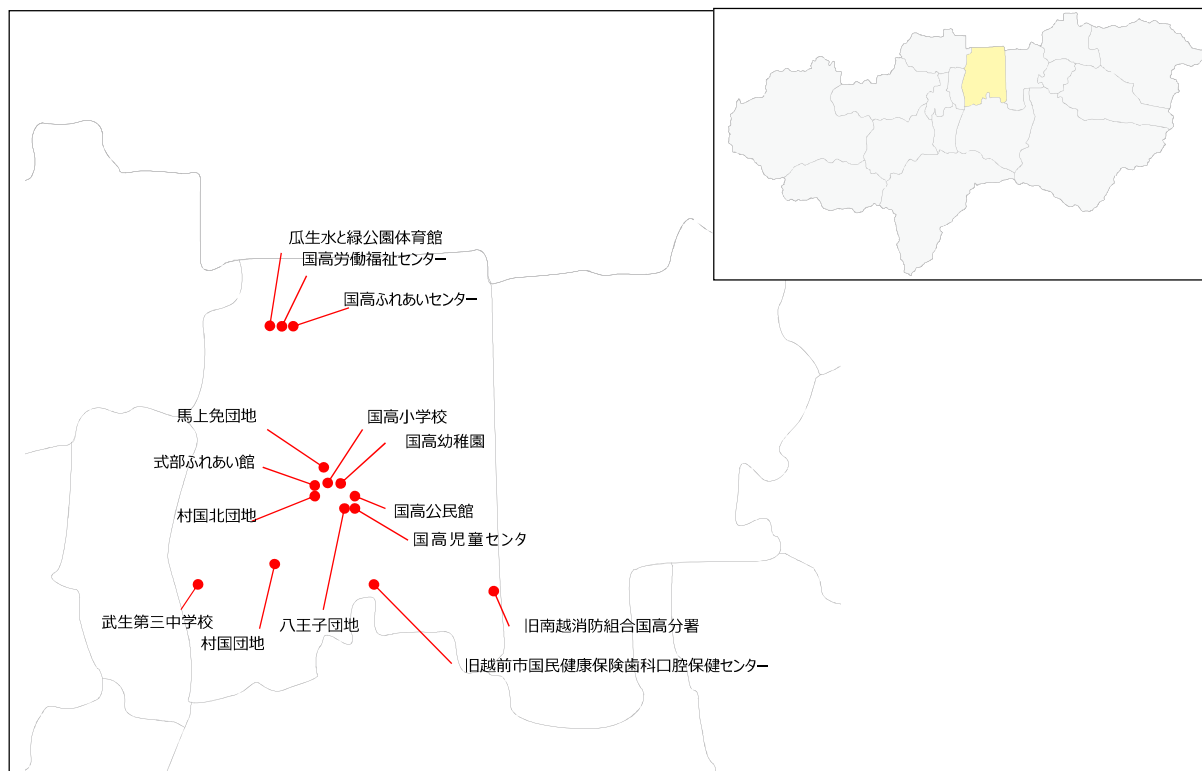 瓜生水と緑公園体育館
国高労働福祉センター
国高ふれあいセンター
馬上免団地
国高小学校
国高幼稚園
式部ふれあい館
村国北団地
国高公民館
国高児童センタ
武生第三中学校
村国団地
八王子団地
旧南越消防組合国高分署
旧越前市国民健康保険歯科口腔保健センター